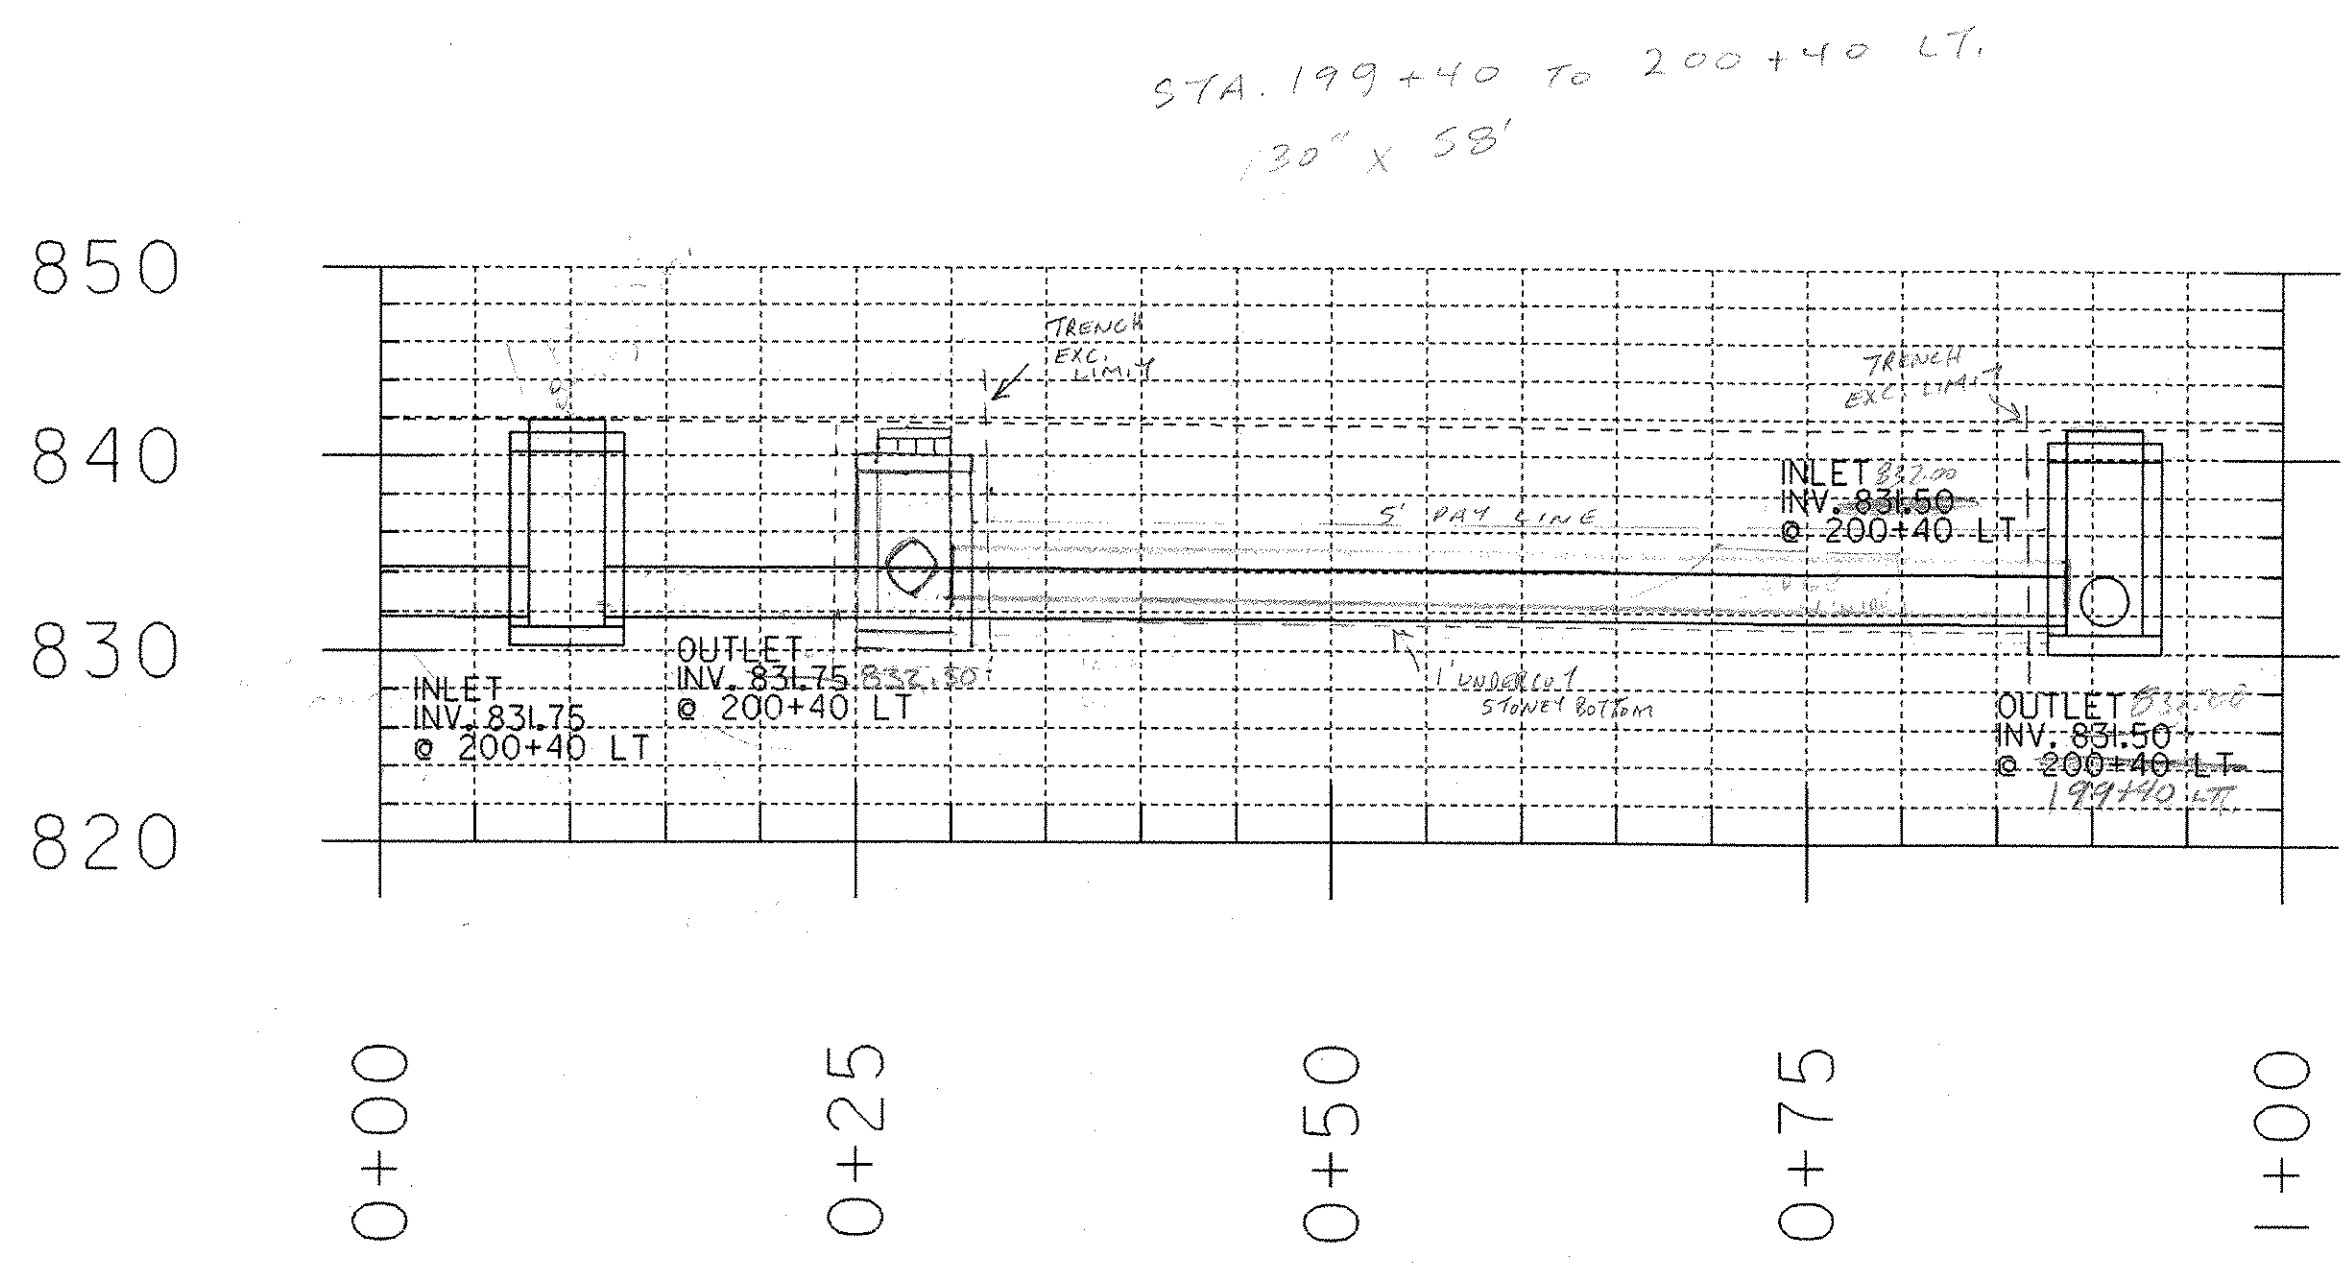 STA. 199+40 TO 200+40 LT.
30" x 58'
850
TRENCH
EXC.
LIMIT
TRENCH
EXC. LIMIT
840
INLET 832.00
INV. 831.50
@ 200+40 LT
5' PAY LINE
830
OUTLET
INV. 831.75 832.50
@ 200+40 LT
INLET
INV. 831.75
@ 200+40 LT
1' UNDERCUT
STONEY BOTTOM
OUTLET 832.00
INV. 831.50
@ 200+40 LT
199+40 LT.
820
0+00
0+25
0+50
0+75
1+00